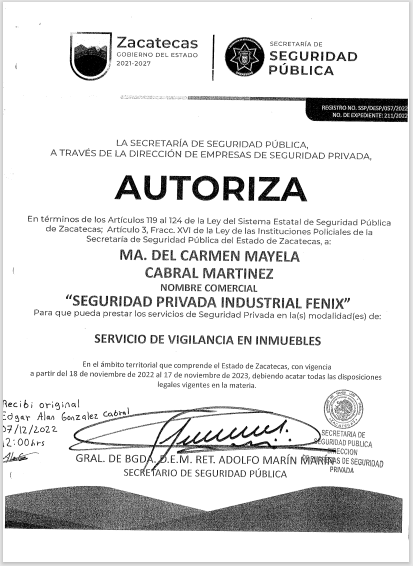 Zacatecas
GOBIERNO DEL ESTADO
2021-2027
SECRETARÍA DE
SEGURIDAD
PÚBLICA
REGISTRO NO. SSP/DESP/057/2022
NO. DE EXPEDIENTE: 211/2022
LA SECRETARÍA DE SEGURIDAD PÚBLICA,
A TRAVÉS DE LA DIRECCIÓN DE EMPRESAS DE SEGURIDAD PRIVADA,
AUTORIZA
En términos de los Artículos 119 al 124 de la Ley del Sistema Estatal de Seguridad Pública
de Zacatecas; Artículo 3, Fracc. XVI de la Ley de las Instituciones Policiales de la
Secretaría de Seguridad Pública del Estado de Zacatecas, a:
MA. DEL CARMEN MAYELA
CABRAL MARTINEZ
NOMBRE COMERCIAL
“SEGURIDAD PRIVADA INDUSTRIAL FENIX”
Para que pueda prestar los servicios de Seguridad Privada en la(s) modalidad(es) de:
SERVICIO DE VIGILANCIA EN INMUEBLES
En el ámbito territorial que comprende el Estado de Zacatecas, con vigencia
a partir del 18 de noviembre de 2022 al 17 de noviembre de 2023, debiendo acatar todas las disposiciones
legales vigentes en la materia.
Recibi original
Edgar Alan Gonzalez Cabral
07/12/2022
12:00hrs
GRAL. DE BGDA. D.E.M. RET. ADOLFO MARÍN MARÍN
SECRETARIO DE SEGURIDAD PÚBLICA
SECRETARIA DE
SEGURIDAD PUBLICA
DIRECCION
DE EMPRESAS DE SEGURIDAD
PRIVADA